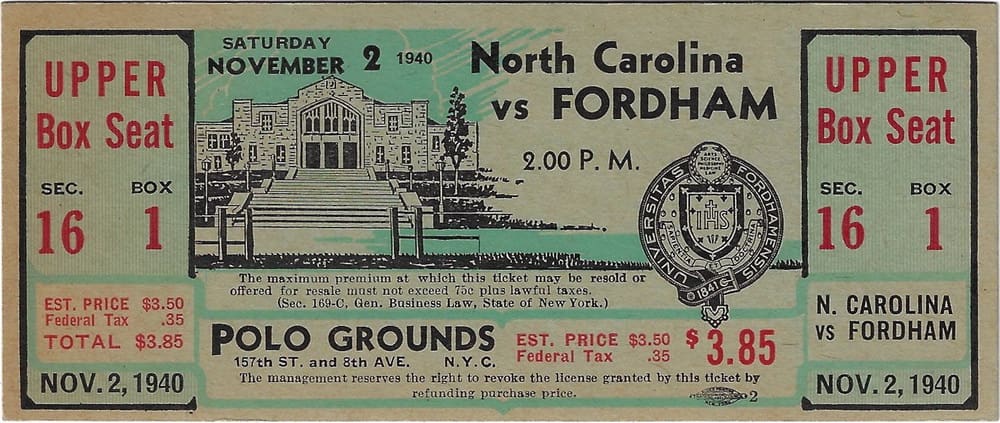 UPPER
Box Seat
SEC. BOX
16 1
EST. PRICE $3.50
Federal Tax .35
TOTAL $3.85
NOV. 2, 1940
SATURDAY
NOVEMBER 2 1940
North Carolina
vs FORDHAM
2.00 P. M.
UNIVERSITAS FORDHAMENSIS
IHS
1841
The maximum premium at which this ticket may be resold or
offered for resale must not exceed 75c plus lawful taxes.
(Sec. 169-C, Gen. Business Law, State of New York.)
POLO GROUNDS
157th ST. and 8th AVE. N.Y.C.
EST. PRICE $3.50
Federal Tax .35
$3.85
The management reserves the right to revoke the license granted by this ticket by
refunding purchase price.
2
UPPER
Box Seat
SEC. BOX
16 1
N. CAROLINA
vs FORDHAM
NOV. 2, 1940